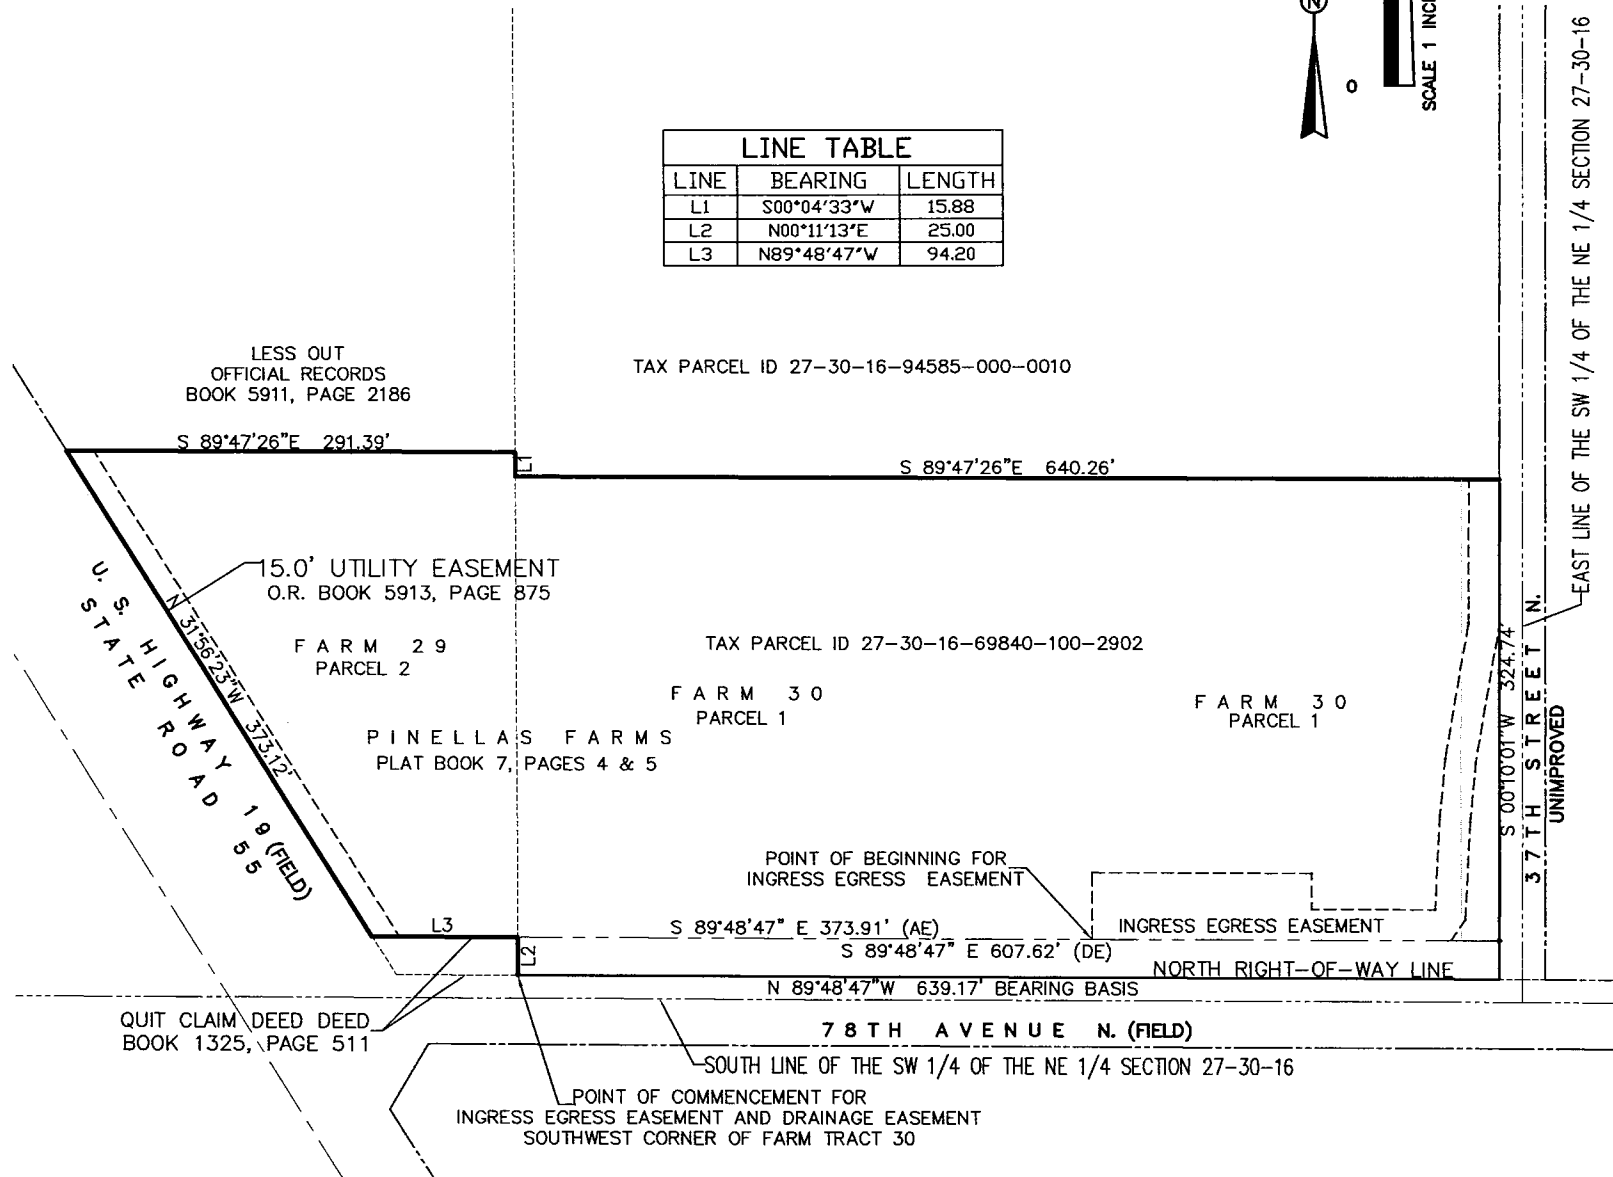 N
0
SCALE 1
EAST LINE OF THE SW 1/4 OF THE NE 1/4 SECTION 27-30-16
LINE TABLE
LINE BEARING LENGTH
L1 S00°04'33"W 15.88
L2 N00°11'13"E 25.00
L3 N89°48'47"W 94.20
LESS OUT
OFFICIAL RECORDS
BOOK 5911, PAGE 2186
TAX PARCEL ID 27-30-16-94585-000-0010
S 89°47'26"E 291.39'
L1
S 89°47'26"E 640.26'
15.0' UTILITY EASEMENT
O.R. BOOK 5913, PAGE 875
N 31°56'23"W 373.12'
U. S. HIGHWAY 19 (FIELD)
STATE ROAD 55
FARM 29
PARCEL 2
TAX PARCEL ID 27-30-16-69840-100-2902
FARM 30
PARCEL 1
FARM 30
PARCEL 1
PINELLAS FARMS
PLAT BOOK 7, PAGES 4 & 5
S 00°10'01"W 324.74'
37TH STREET N.
UNIMPROVED
POINT OF BEGINNING FOR
INGRESS EGRESS EASEMENT
L3
L2
S 89°48'47" E 373.91' (AE)
INGRESS EGRESS EASEMENT
S 89°48'47" E 607.62' (DE)
NORTH RIGHT-OF-WAY LINE
N 89°48'47"W 639.17' BEARING BASIS
QUIT CLAIM DEED DEED
BOOK 1325, PAGE 511
78TH AVENUE N. (FIELD)
SOUTH LINE OF THE SW 1/4 OF THE NE 1/4 SECTION 27-30-16
POINT OF COMMENCEMENT FOR
INGRESS EGRESS EASEMENT AND DRAINAGE EASEMENT
SOUTHWEST CORNER OF FARM TRACT 30